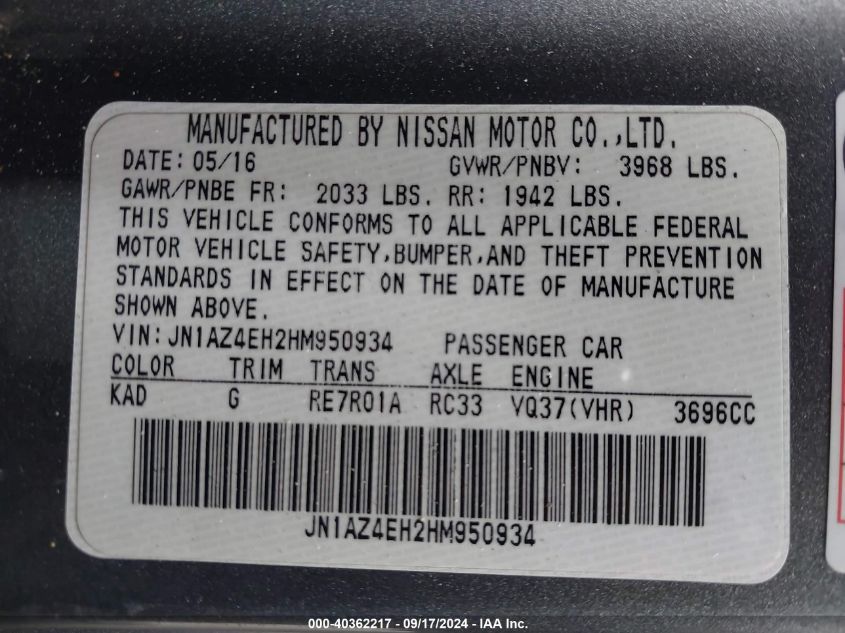 MANUFACTURED BY NISSAN MOTOR CO.,LTD.
DATE: 05/16 GVWR/PNBV: 3968 LBS.
GAWR/PNBE FR: 2033 LBS. RR: 1942 LBS.
THIS VEHICLE CONFORMS TO ALL APPLICABLE FEDERAL
MOTOR VEHICLE SAFETY,BUMPER,AND THEFT PREVENTION
STANDARDS IN EFFECT ON THE DATE OF MANUFACTURE
SHOWN ABOVE.
VIN: JN1AZ4EH2HM950934 PASSENGER CAR
COLOR TRIM TRANS AXLE ENGINE
KAD G RE7R01A RC33 VQ37(VHR) 3696CC
JN1AZ4EH2HM950934
000-40362217 - 09/17/2024 - IAA Inc.